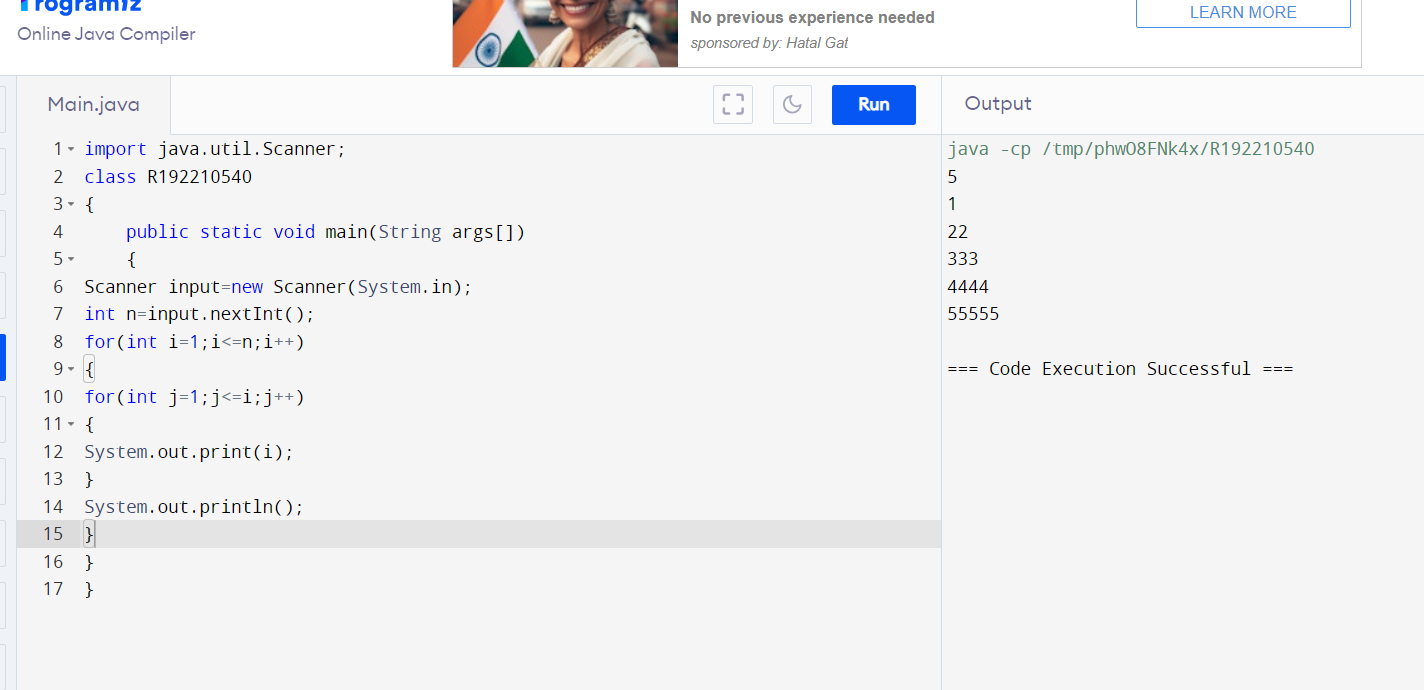 Programiz
Online Java Compiler
No previous experience needed
sponsored by: Hatal Gat
LEARN MORE
Main.java
Run
Output
1 import java.util.Scanner;
2 class R192210540
3 {
4 public static void main(String args[])
5 {
6 Scanner input=new Scanner(System.in);
7 int n=input.nextInt();
8 for(int i=1;i<=n;i++)
9 {
10 for(int j=1;j<=i;j++)
11 {
12 System.out.print(i);
13 }
14 System.out.println();
15 }
16 }
17 }
java -cp /tmp/phwO8FNk4x/R192210540
5
1
22
333
4444
55555
=== Code Execution Successful ===